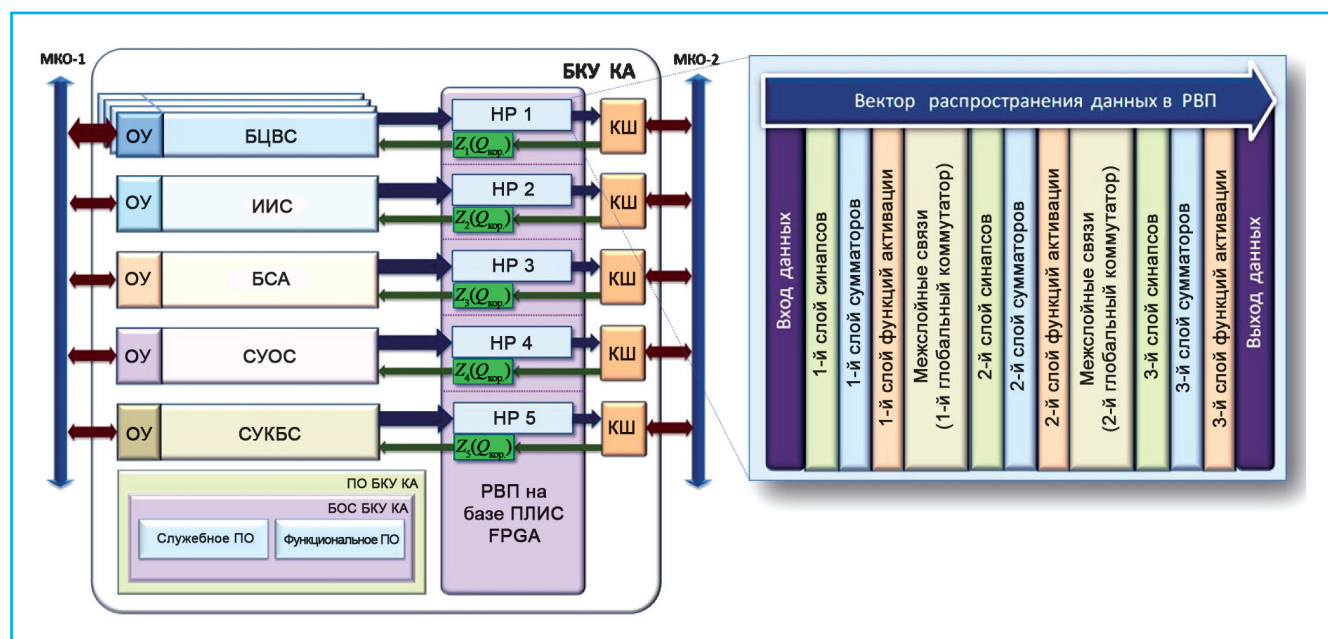 МКО-1
БКУ КА
МКО-2
ОУ
БЦВС
НР 1
Z₁(Qкор.)
КШ
ОУ
ИИС
НР 2
Z₂(Qкор.)
КШ
ОУ
БСА
НР 3
Z₃(Qкор.)
КШ
ОУ
СУОС
НР 4
Z₄(Qкор.)
КШ
ОУ
СУКБС
НР 5
Z₅(Qкор.)
КШ
ПО БКУ КА
БОС БКУ КА
Служебное ПО
Функциональное ПО
РВП на
базе ПЛИС
FPGA
Вектор распространения данных в РВП
Вход данных
1-й слой синапсов
1-й слой сумматоров
1-й слой функций активации
Межслойные связи
(1-й глобальный коммутатор)
2-й слой синапсов
2-й слой сумматоров
2-й слой функций активации
Межслойные связи
(2-й глобальный коммутатор)
3-й слой синапсов
3-й слой сумматоров
3-й слой функций активации
Выход данных